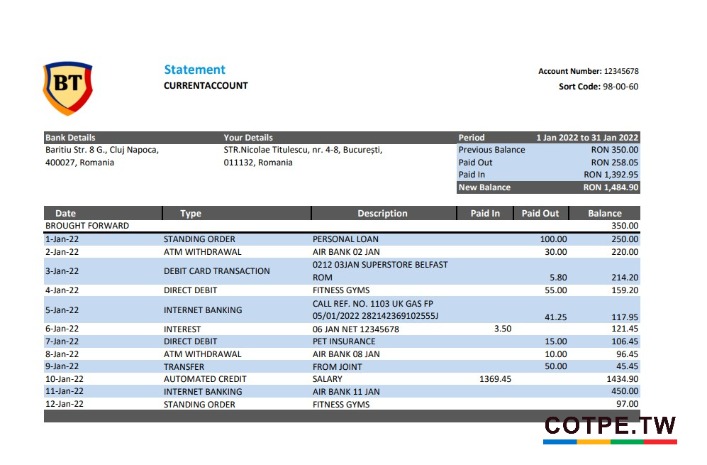 BT
Statement
CURRENTACCOUNT
Account Number: 12345678
Sort Code: 98-00-60
Bank Details Your Details Period 1 Jan 2022 to 31 Jan 2022
Baritiu Str. 8 G., Cluj Napoca, STR.Nicolae Titulescu, nr. 4-8, București, Previous Balance RON 350.00
400027, Romania 011132, Romania Paid Out RON 258.05
Paid In RON 1,392.95
New Balance RON 1,484.90
Date Type Description Paid In Paid Out Balance
BROUGHT FORWARD 350.00
1-Jan-22 STANDING ORDER PERSONAL LOAN 100.00 250.00
2-Jan-22 ATM WITHDRAWAL AIR BANK 02 JAN 30.00 220.00
3-Jan-22 DEBIT CARD TRANSACTION 0212 03JAN SUPERSTORE BELFAST
ROM 5.80 214.20
4-Jan-22 DIRECT DEBIT FITNESS GYMS 55.00 159.20
5-Jan-22 INTERNET BANKING CALL REF. NO. 1103 UK GAS FP
05/01/2022 282142369102555J 41.25 117.95
6-Jan-22 INTEREST 06 JAN NET 12345678 3.50 121.45
7-Jan-22 DIRECT DEBIT PET INSURANCE 15.00 106.45
8-Jan-22 ATM WITHDRAWAL AIR BANK 08 JAN 10.00 96.45
9-Jan-22 TRANSFER FROM JOINT 50.00 45.45
10-Jan-22 AUTOMATED CREDIT SALARY 1369.45 1434.90
11-Jan-22 INTERNET BANKING AIR BANK 11 JAN 450.00
12-Jan-22 STANDING ORDER FITNESS GYMS 97.00
COTPE.TW